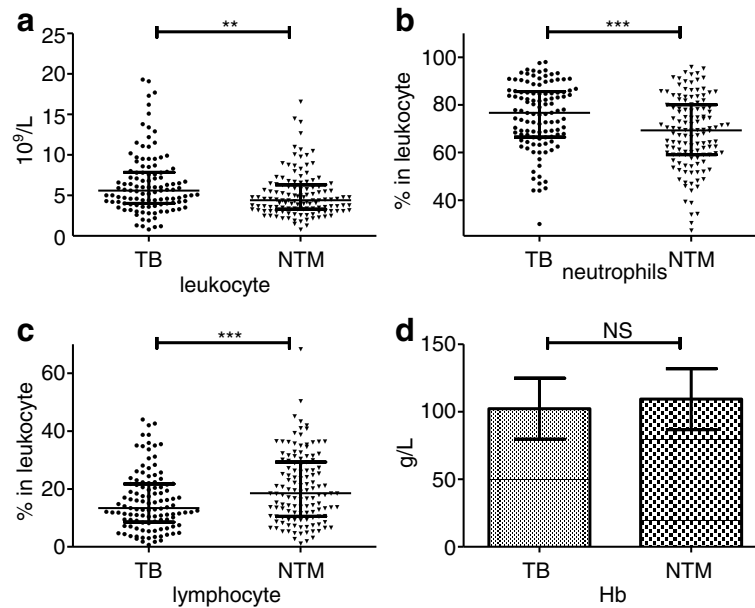 a
**
25
20
15
10
5
0
10⁹/L
TB NTM
leukocyte
b
***
100
80
60
40
% in leukocyte
TB NTM
neutrophils
c
***
60
40
20
0
% in leukocyte
TB NTM
lymphocyte
d
NS
150
100
50
0
g/L
TB NTM
Hb